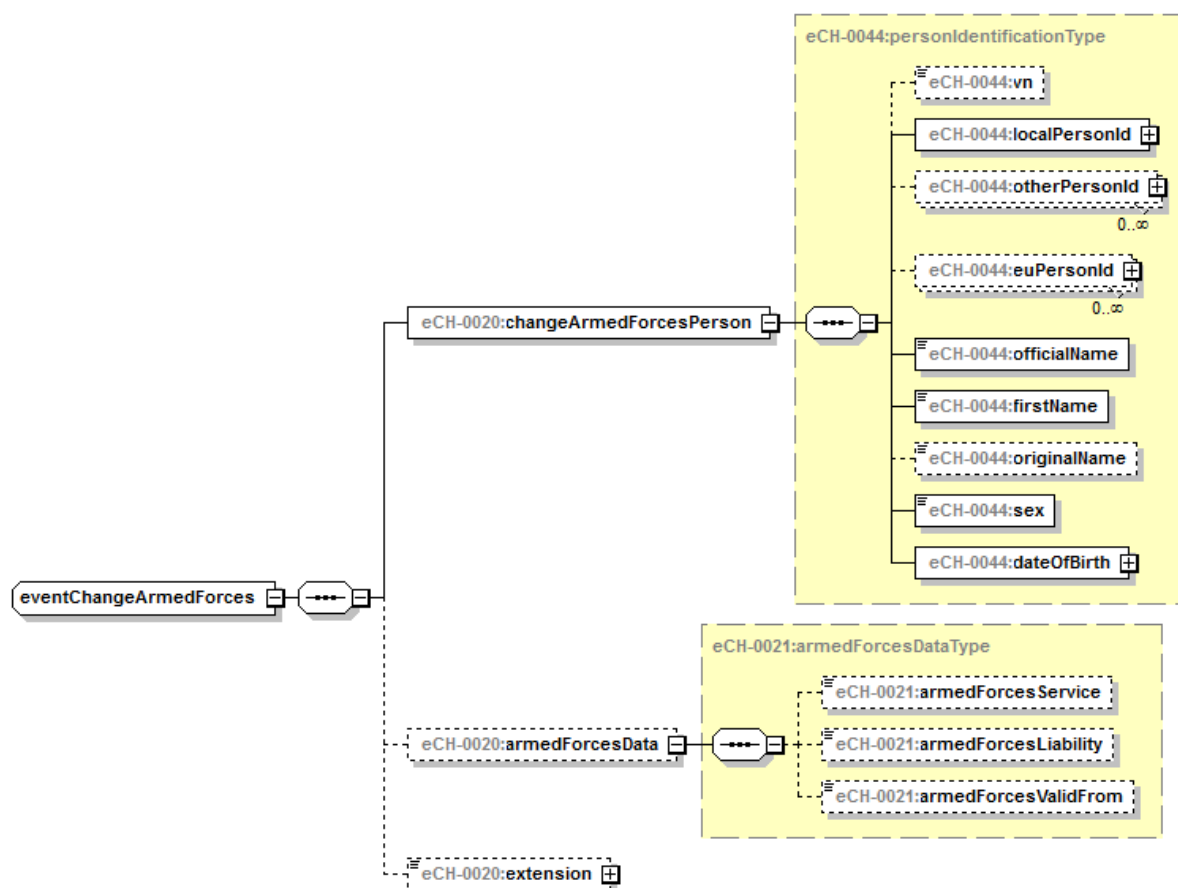 eCH-0044:personIdentificationType
eCH-0044:vn
eCH-0044:localPersonId
eCH-0044:otherPersonId
0..∞
eCH-0044:euPersonId
0..∞
eCH-0020:changeArmedForcesPerson
eCH-0044:officialName
eCH-0044:firstName
eCH-0044:originalName
eCH-0044:sex
eCH-0044:dateOfBirth
eventChangeArmedForces
eCH-0021:armedForcesDataType
eCH-0021:armedForcesService
eCH-0020:armedForcesData
eCH-0021:armedForcesLiability
eCH-0021:armedForcesValidFrom
eCH-0020:extension